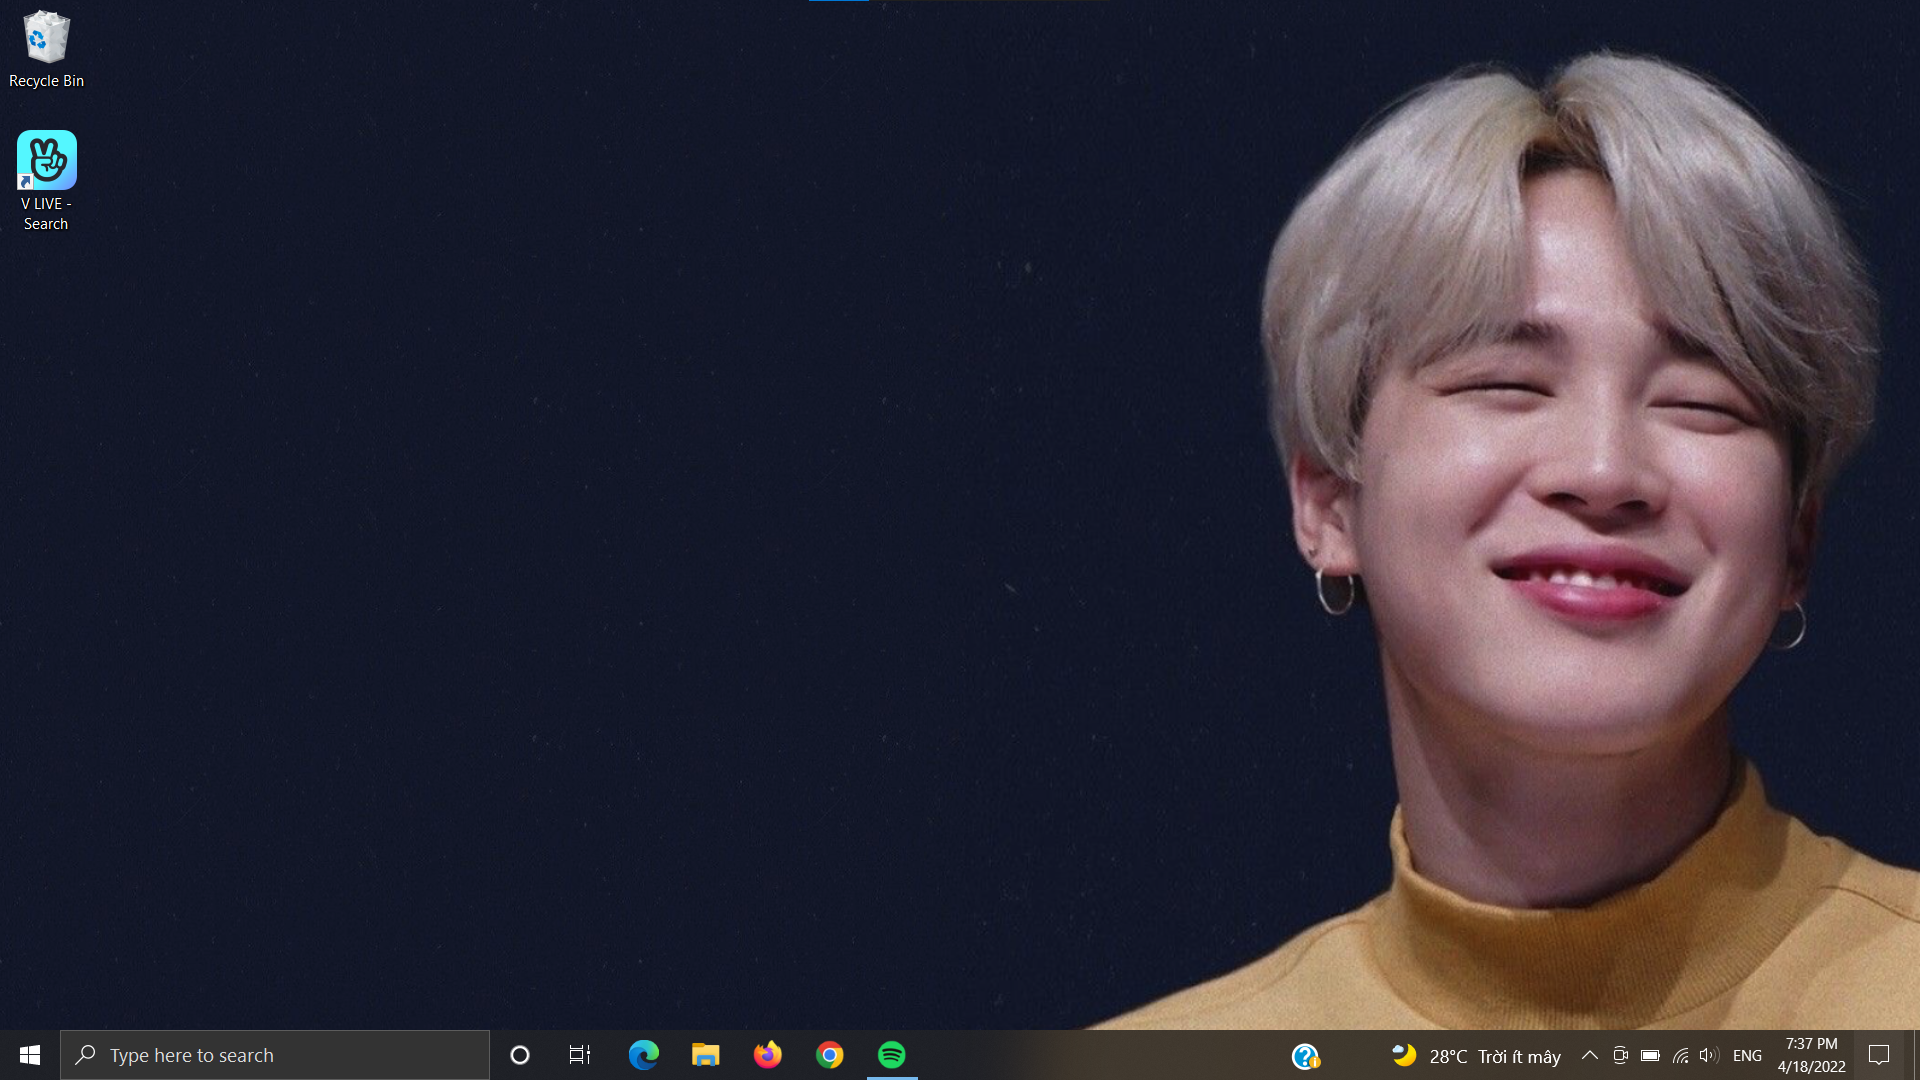 Recycle Bin
V LIVE -
Search
Type here to search
28°C Trời ít mây
ENG
7:37 PM
4/18/2022